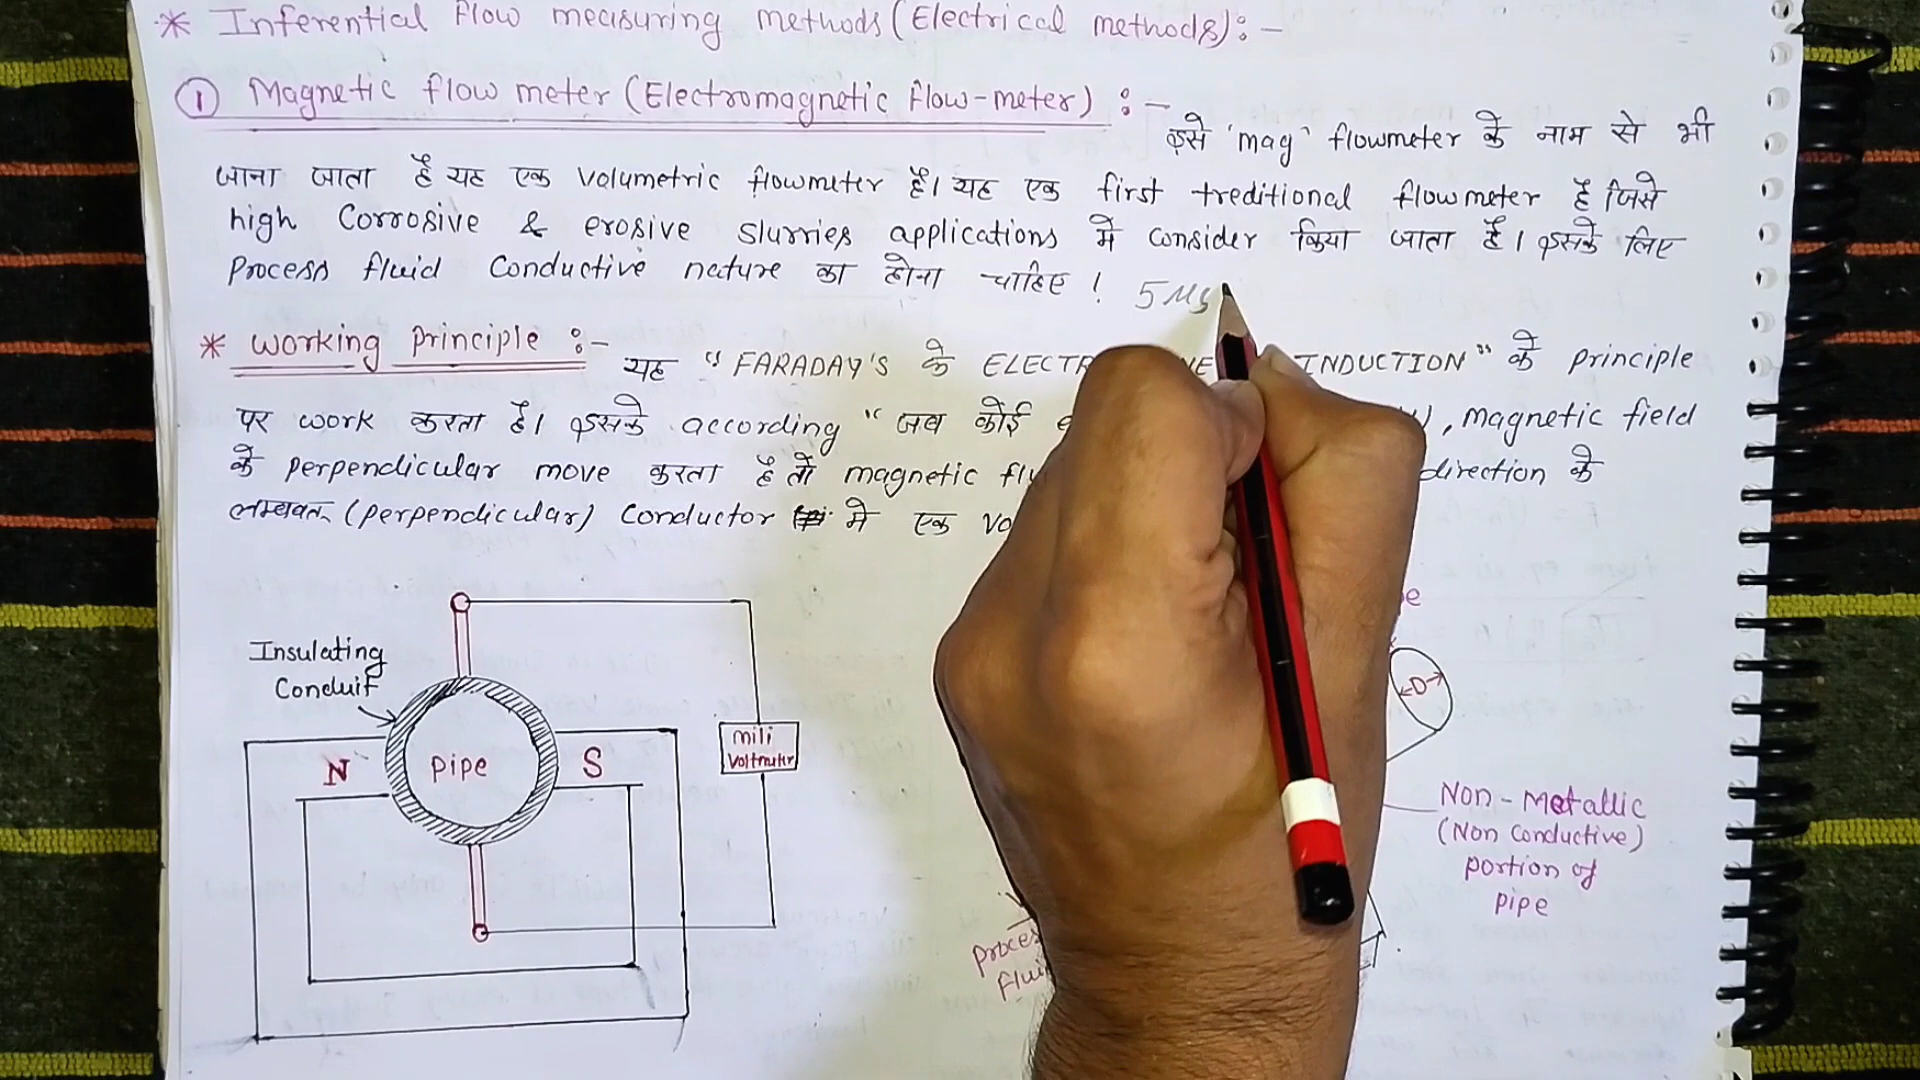 * Inferential Flow measuring methods (Electrical methods):-
① Magnetic flow meter (Electromagnetic Flow-meter) :-
इसे 'mag' flowmeter के नाम से भी
जाना जाता है यह एक volumetric flowmeter है। यह एक first treditional flowmeter है जिसे
high Corrosive & erosive slurries applications मे consider किया जाता है। इसके लिए
Process fluid Conductive nature का होना चाहिए ! 5 μs
* Working principle :-
यह "FARADAY'S के INDUCTION" के principle
पर work करता है। इसके according "जब कोई , magnetic field
के perpendicular move करता है तो magnetic direction के
लम्बवत् (perpendicular) conductor मे एक
Insulating
Conduit
N
pipe
S
mili
voltmeter
D
Non-Metallic
(Non Conductive)
portion of
pipe